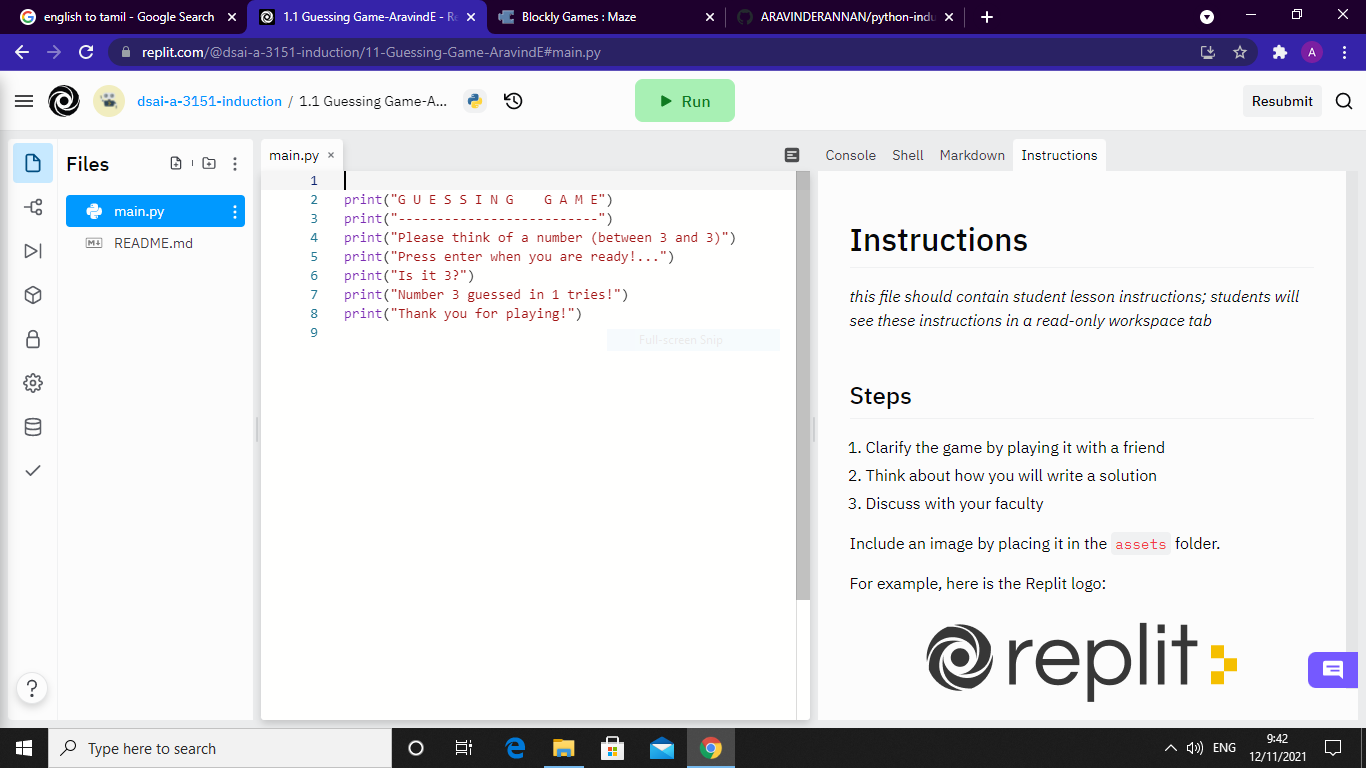 english to tamil - Google Search
1.1 Guessing Game-AravindE - Re
Blockly Games : Maze
ARAVINDERANNAN/python-indu
replit.com/@dsai-a-3151-induction/11-Guessing-Game-AravindE#main.py
A
dsai-a-3151-induction / 1.1 Guessing Game-A...
Run
Resubmit
Files
main.py
README.md
main.py
1
2 print("G U E S S I N G    G A M E")
3 print("--------------------------")
4 print("Please think of a number (between 3 and 3)")
5 print("Press enter when you are ready!...")
6 print("Is it 3?")
7 print("Number 3 guessed in 1 tries!")
8 print("Thank you for playing!")
9
Full-screen Snip
Console Shell Markdown Instructions
Instructions
this file should contain student lesson instructions; students will
see these instructions in a read-only workspace tab
Steps
1. Clarify the game by playing it with a friend
2. Think about how you will write a solution
3. Discuss with your faculty
Include an image by placing it in the assets folder.
For example, here is the Replit logo:
replit
?
Type here to search
ENG
9:42
12/11/2021